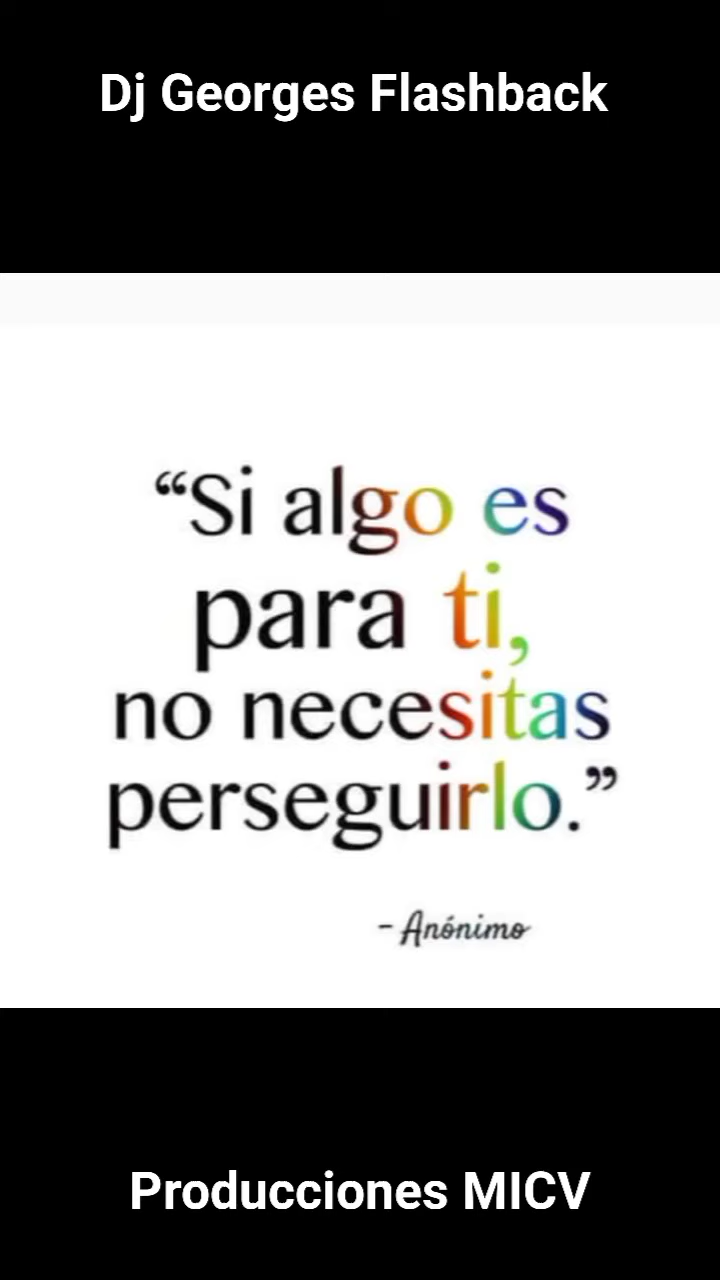 Dj Georges Flashback
“Si algo es
para ti,
no necesitas
perseguirlo.”
- Anónimo
Producciones MICV